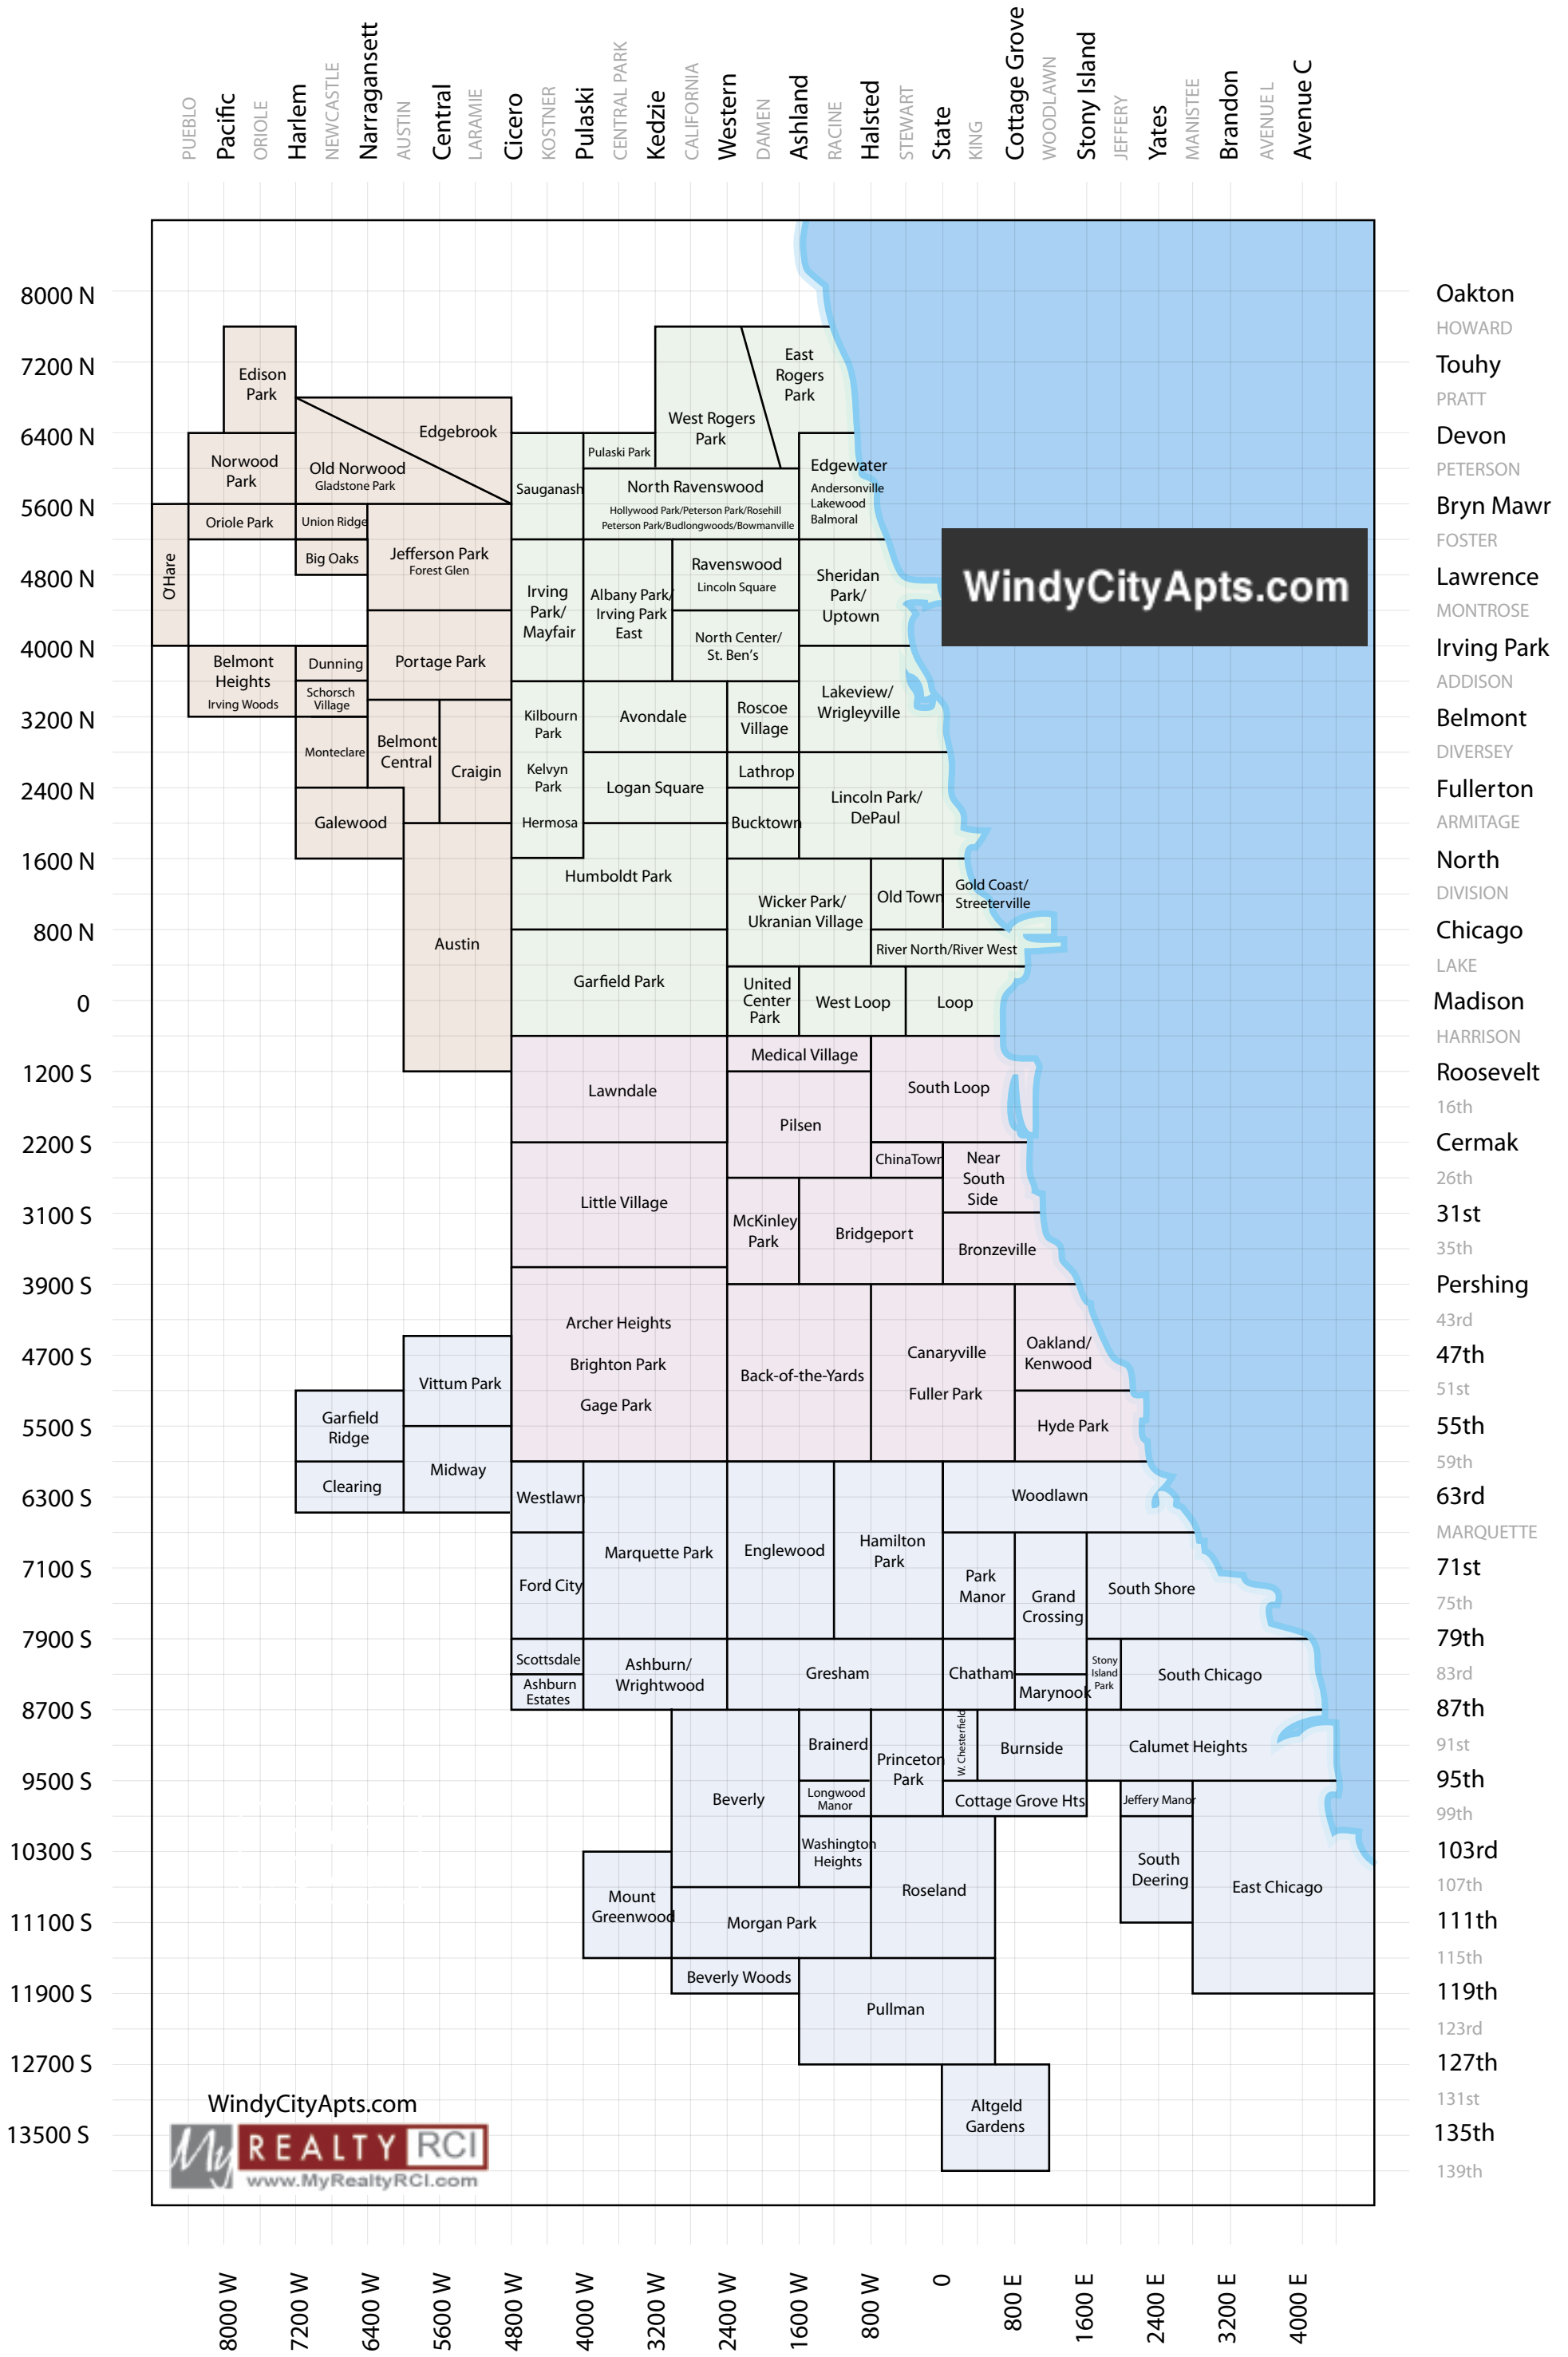 PUEBLO
Pacific
ORIOLE
Harlem
NEWCASTLE
Narragansett
AUSTIN
Central
LARAMIE
Cicero
KOSTNER
Pulaski
CENTRAL PARK
Kedzie
CALIFORNIA
Western
DAMEN
Ashland
RACINE
Halsted
STEWART
State
KING
Cottage Grove
WOODLAWN
Stony Island
JEFFERY
Yates
MANISTEE
Brandon
AVENUE L
Avenue C
8000 N
7200 N
6400 N
5600 N
4800 N
4000 N
3200 N
2400 N
1600 N
800 N
0
1200 S
2200 S
3100 S
3900 S
4700 S
5500 S
6300 S
7100 S
7900 S
8700 S
9500 S
10300 S
11100 S
11900 S
12700 S
13500 S
Oakton
HOWARD
Touhy
PRATT
Devon
PETERSON
Bryn Mawr
FOSTER
Lawrence
MONTROSE
Irving Park
ADDISON
Belmont
DIVERSEY
Fullerton
ARMITAGE
North
DIVISION
Chicago
LAKE
Madison
HARRISON
Roosevelt
16th
Cermak
26th
31st
35th
Pershing
43rd
47th
51st
55th
59th
63rd
MARQUETTE
71st
75th
79th
83rd
87th
91st
95th
99th
103rd
107th
111th
115th
119th
123rd
127th
131st
135th
139th
Edison
Park
Edgebrook
Norwood
Park
Old Norwood
Gladstone Park
Oriole Park
Union Ridge
Big Oaks
O'Hare
Jefferson Park
Forest Glen
Portage Park
Belmont
Heights
Irving Woods
Dunning
Schorsch
Village
Monteclare
Belmont
Central
Craigin
Galewood
Austin
East
Rogers
Park
West Rogers
Park
Pulaski Park
Sauganash
North Ravenswood
Hollywood Park/Peterson Park/Rosehill
Peterson Park/Budlongwoods/Bowmanville
Edgewater
Andersonville
Lakewood
Balmoral
WindyCityApts.com
Irving
Park/
Mayfair
Albany Park/
Irving Park
East
Ravenswood
Lincoln Square
North Center/
St. Ben's
Sheridan
Park/
Uptown
Kilbourn
Park
Kelvyn
Park
Hermosa
Avondale
Roscoe
Village
Lakeview/
Wrigleyville
Logan Square
Lathrop
Bucktown
Lincoln Park/
DePaul
Humboldt Park
Wicker Park/
Ukranian Village
Old Town
Gold Coast/
Streeterville
River North/River West
Garfield Park
United
Center
Park
West Loop
Loop
Lawndale
Medical Village
Pilsen
South Loop
ChinaTown
Near
South
Side
Little Village
McKinley
Park
Bridgeport
Bronzeville
Archer Heights
Brighton Park
Gage Park
Back-of-the-Yards
Canaryville
Fuller Park
Oakland/
Kenwood
Hyde Park
Vittum Park
Garfield
Ridge
Clearing
Midway
Westlawn
Ford City
Marquette Park
Englewood
Hamilton
Park
Woodlawn
Park
Manor
Grand
Crossing
South Shore
Scottsdale
Ashburn
Estates
Ashburn/
Wrightwood
Gresham
Chatham
Marynook
Stony
Island
Park
South Chicago
Beverly
Brainerd
Longwood
Manor
Princeton
Park
W. Chesterfield
Burnside
Calumet Heights
Cottage Grove Hts
Jeffery Manor
Washington
Heights
Roseland
South
Deering
East Chicago
Mount
Greenwood
Morgan Park
Beverly Woods
Pullman
Altgeld
Gardens
WindyCityApts.com
My REALTY RCI
www.MyRealtyRCI.com
8000 W
7200 W
6400 W
5600 W
4800 W
4000 W
3200 W
2400 W
1600 W
800 W
0
800 E
1600 E
2400 E
3200 E
4000 E